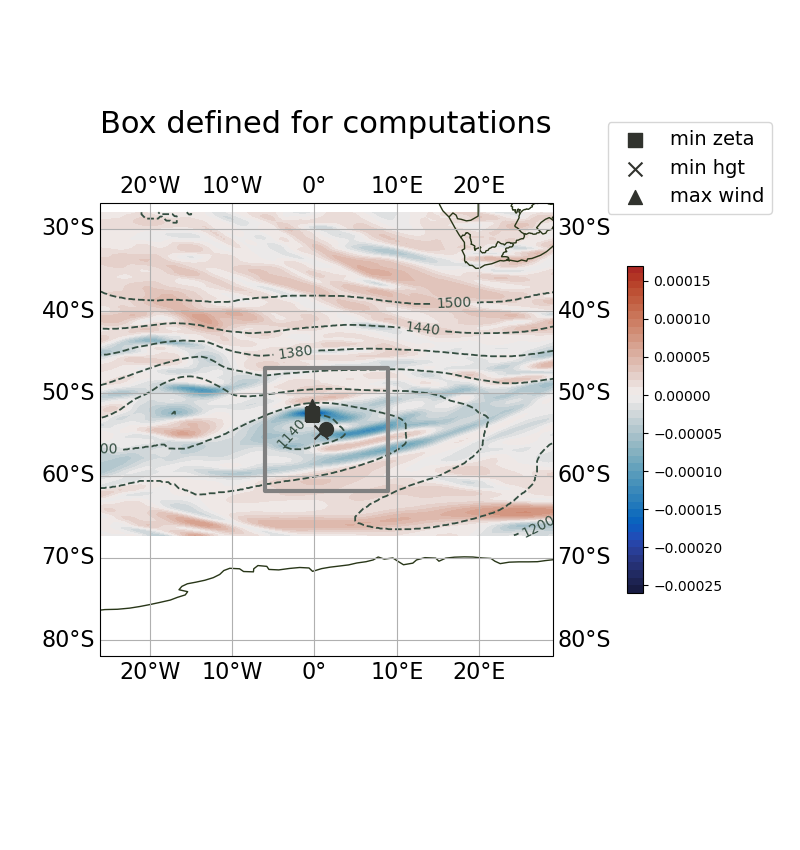 Box defined for computations
min zeta
min hgt
max wind
20°W 10°W 0° 10°E 20°E
30°S 30°S
40°S 40°S
50°S 50°S
60°S 60°S
70°S 70°S
80°S 80°S
20°W 10°W 0° 10°E 20°E
1500
1440
1380
1140
00
1200
0.00015
0.00010
0.00005
0.00000
−0.00005
−0.00010
−0.00015
−0.00020
−0.00025